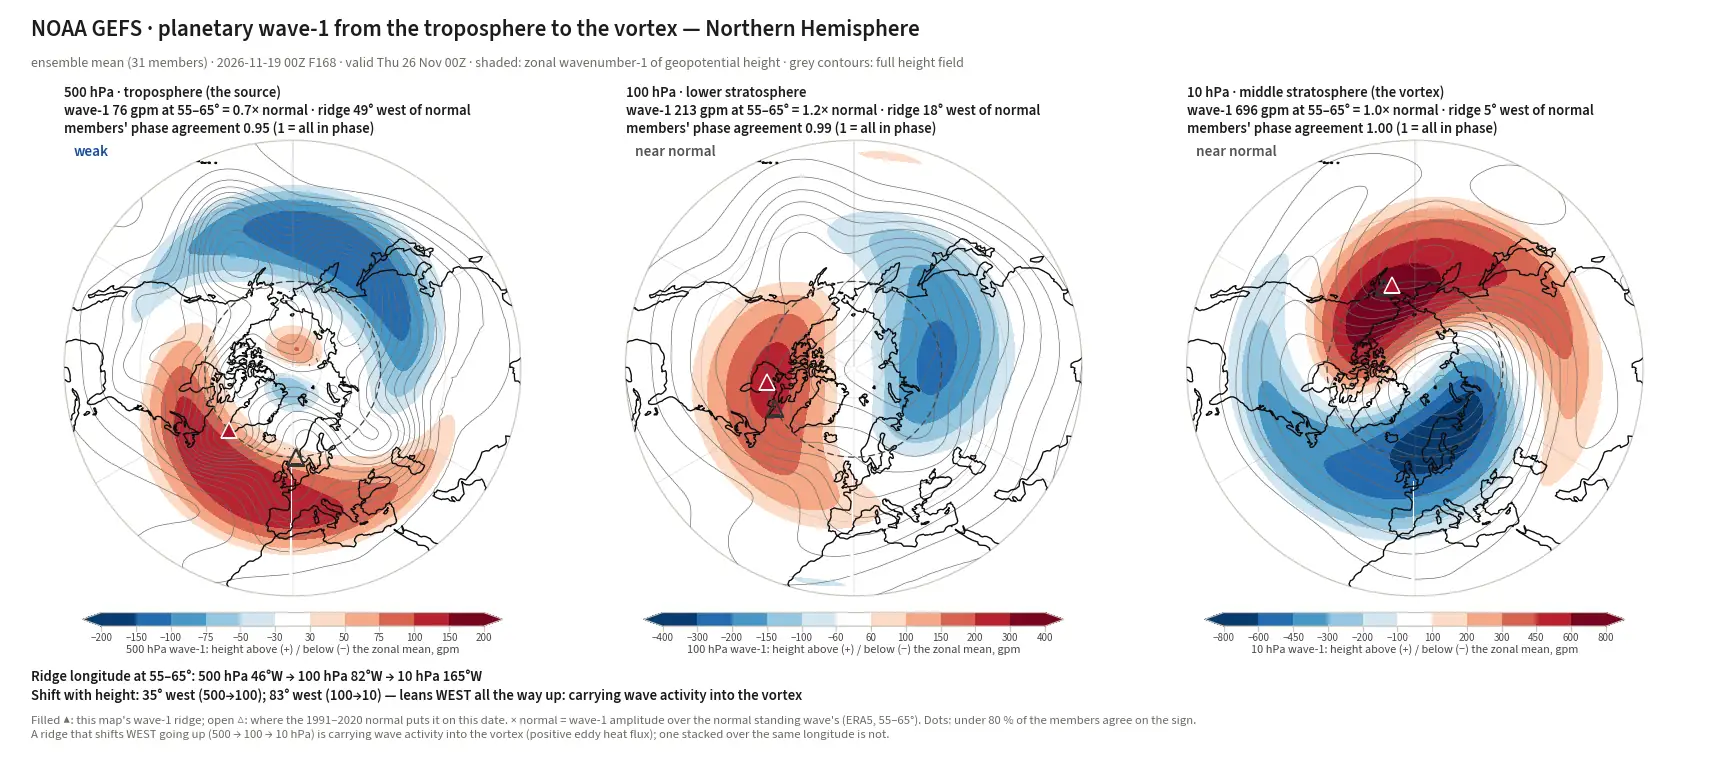 NOAA GEFS · planetary wave-1 from the troposphere to the vortex — Northern Hemisphere
ensemble mean (31 members) · 2026-11-19 00Z F168 · valid Thu 26 Nov 00Z · shaded: zonal wavenumber-1 of geopotential height · grey contours: full height field
500 hPa · troposphere (the source)
wave-1 76 gpm at 55–65° = 0.7× normal · ridge 49° west of normal
members' phase agreement 0.95 (1 = all in phase)
weak
100 hPa · lower stratosphere
wave-1 213 gpm at 55–65° = 1.2× normal · ridge 18° west of normal
members' phase agreement 0.99 (1 = all in phase)
near normal
10 hPa · middle stratosphere (the vortex)
wave-1 696 gpm at 55–65° = 1.0× normal · ridge 5° west of normal
members' phase agreement 1.00 (1 = all in phase)
near normal
−200 −150 −100 −75 −50 −30 30 50 75 100 150 200
500 hPa wave-1: height above (+) / below (−) the zonal mean, gpm
−400 −300 −200 −150 −100 −60 60 100 150 200 300 400
100 hPa wave-1: height above (+) / below (−) the zonal mean, gpm
−800 −600 −450 −300 −200 −100 100 200 300 450 600 800
10 hPa wave-1: height above (+) / below (−) the zonal mean, gpm
Ridge longitude at 55–65°: 500 hPa 46°W → 100 hPa 82°W → 10 hPa 165°W
Shift with height: 35° west (500→100); 83° west (100→10) — leans WEST all the way up: carrying wave activity into the vortex
Filled ▲: this map's wave-1 ridge; open △: where the 1991–2020 normal puts it on this date. × normal = wave-1 amplitude over the normal standing wave's (ERA5, 55–65°). Dots: under 80 % of the members agree on the sign.
A ridge that shifts WEST going up (500 → 100 → 10 hPa) is carrying wave activity into the vortex (positive eddy heat flux); one stacked over the same longitude is not.